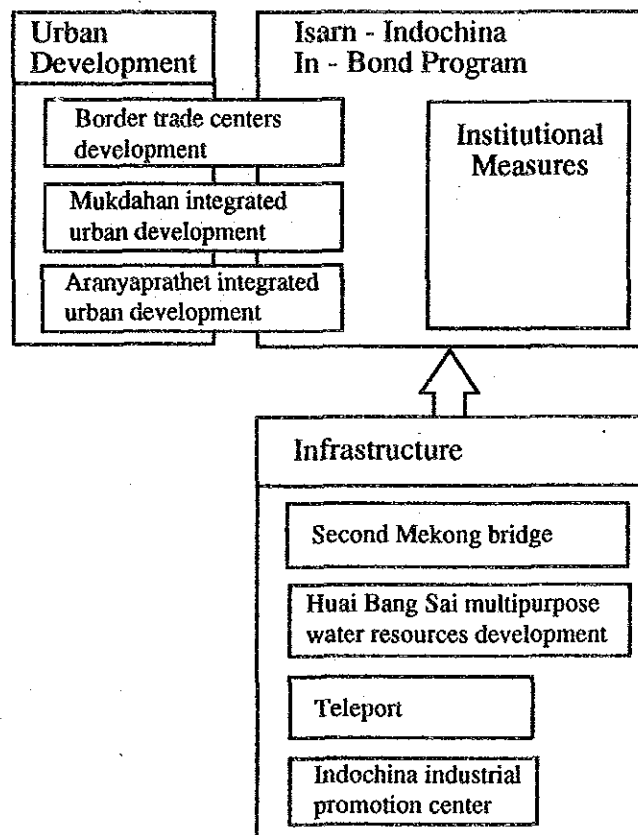 Urban
Development
Isarn - Indochina
In - Bond Program
Border trade centers
development
Mukdahan integrated
urban development
Aranyaprathet integrated
urban development
Institutional
Measures
Infrastructure
Second Mekong bridge
Huai Bang Sai multipurpose
water resources development
Teleport
Indochina industrial
promotion center